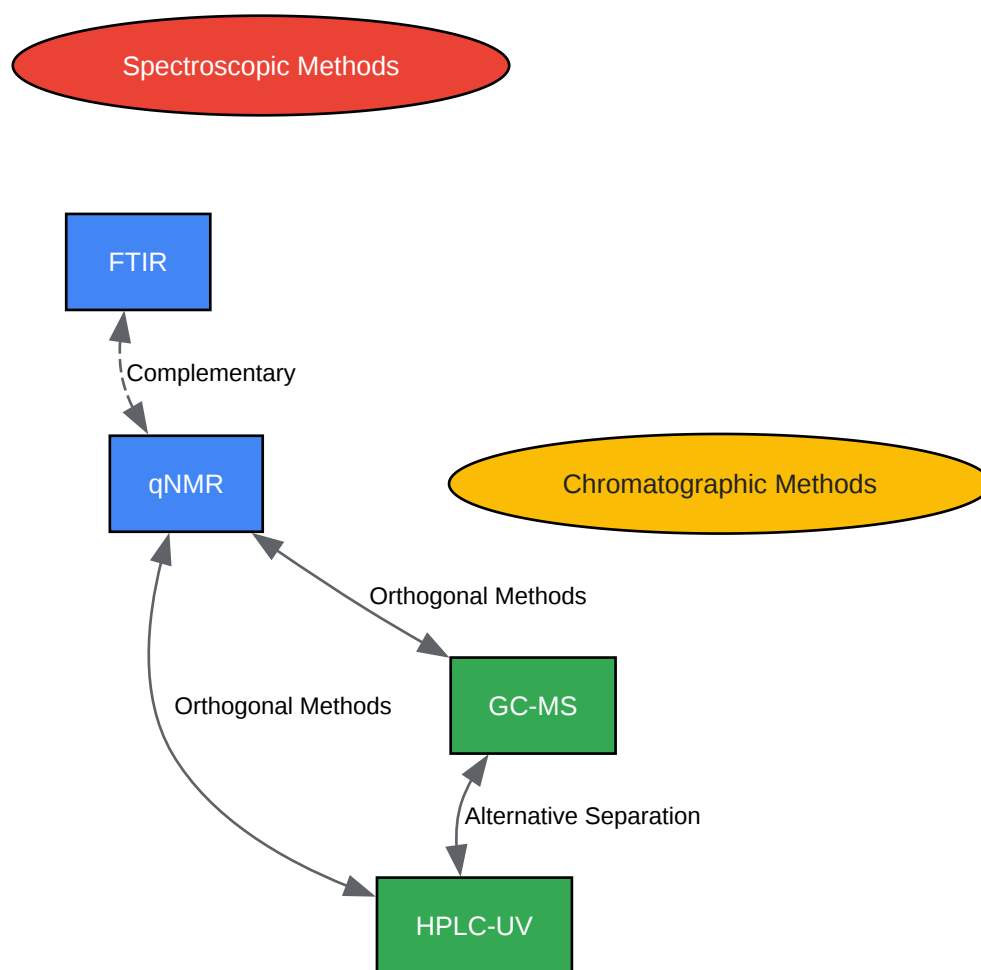 Spectroscopic Methods
FTIR
Complementary
qNMR
Chromatographic Methods
Orthogonal Methods
GC-MS
Orthogonal Methods
Alternative Separation
HPLC-UV